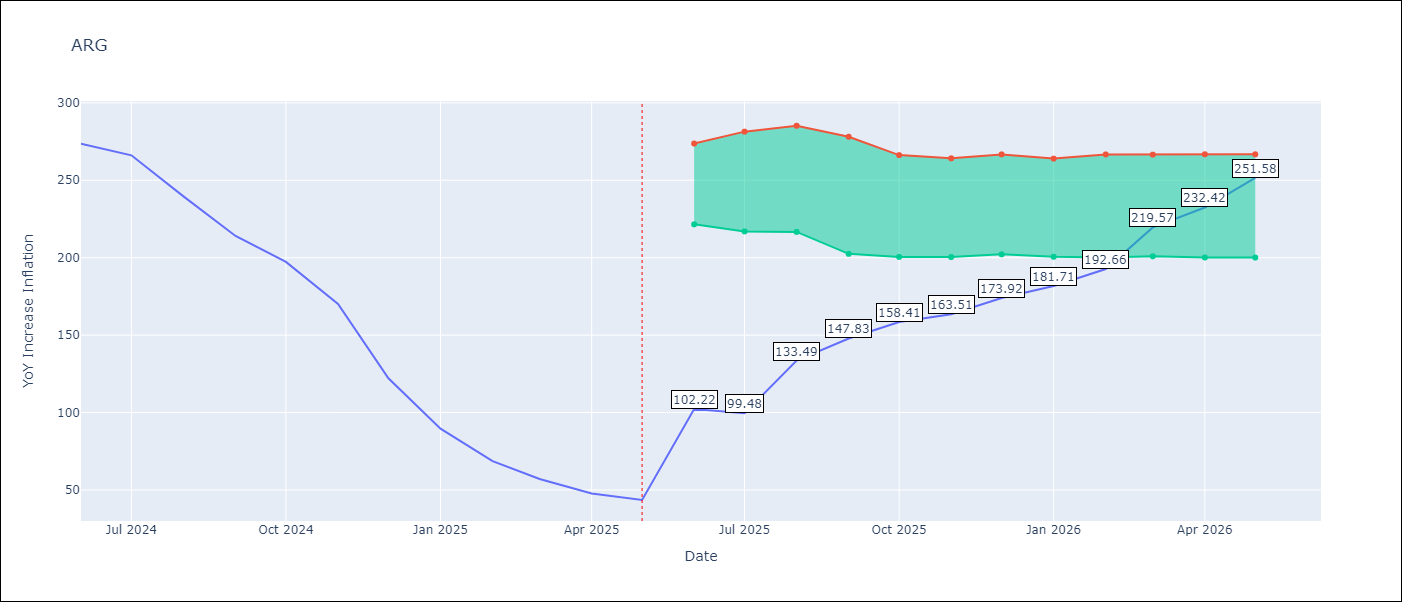 ARG
300
250
200
150
100
50
YoY Increase Inflation
251.58
232.42
219.57
192.66
181.71
173.92
163.51
158.41
147.83
133.49
102.22
99.48
Jul 2024
Oct 2024
Jan 2025
Apr 2025
Jul 2025
Oct 2025
Jan 2026
Apr 2026
Date